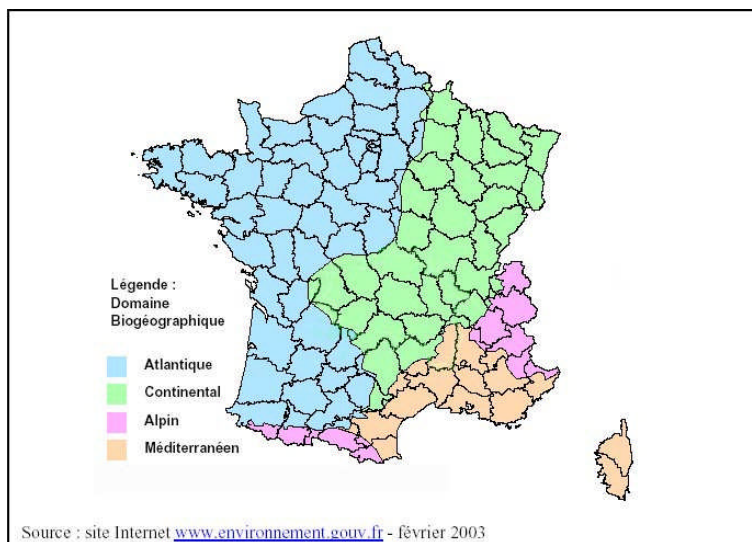 Légende :
Domaine
Biogéographique
Atlantique
Continental
Alpin
Méditerranéen
Source : site Internet www.environnement.gouv.fr - février 2003